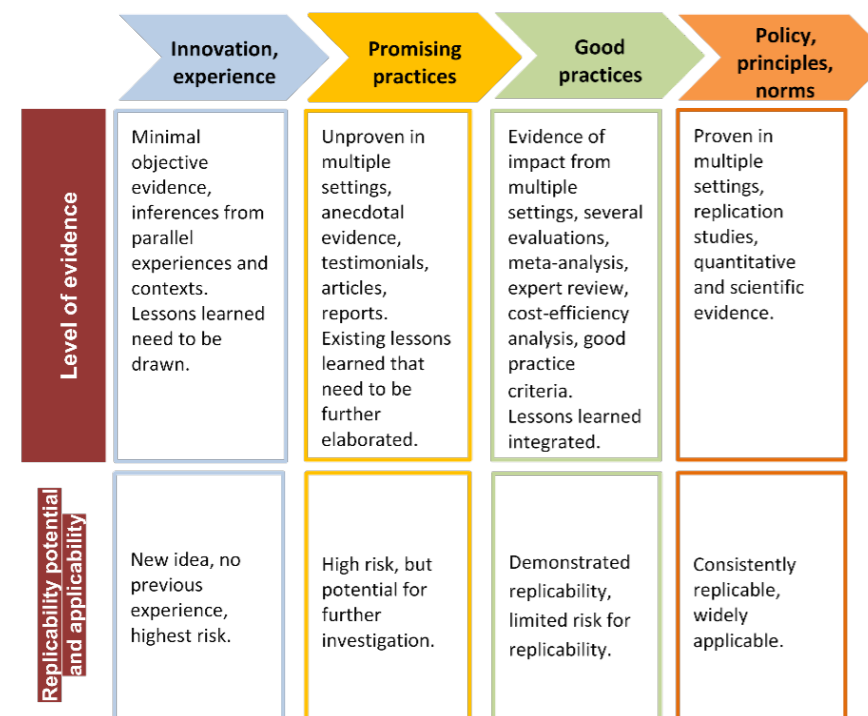 Innovation,
experience
Promising
practices
Good
practices
Policy,
principles,
norms
Level of evidence
Minimal
objective
evidence,
inferences from
parallel
experiences and
contexts.
Lessons learned
need to be
drawn.
Unproven in
multiple
settings,
anecdotal
evidence,
testimonials,
articles,
reports.
Existing lessons
learned that
need to be
further
elaborated.
Evidence of
impact from
multiple
settings, several
evaluations,
meta-analysis,
expert review,
cost-efficiency
analysis, good
practice
criteria.
Lessons learned
integrated.
Proven in
multiple
settings,
replication
studies,
quantitative
and scientific
evidence.
Replicability potential
and applicability
New idea, no
previous
experience,
highest risk.
High risk, but
potential for
further
investigation.
Demonstrated
replicability,
limited risk for
replicability.
Consistently
replicable,
widely
applicable.